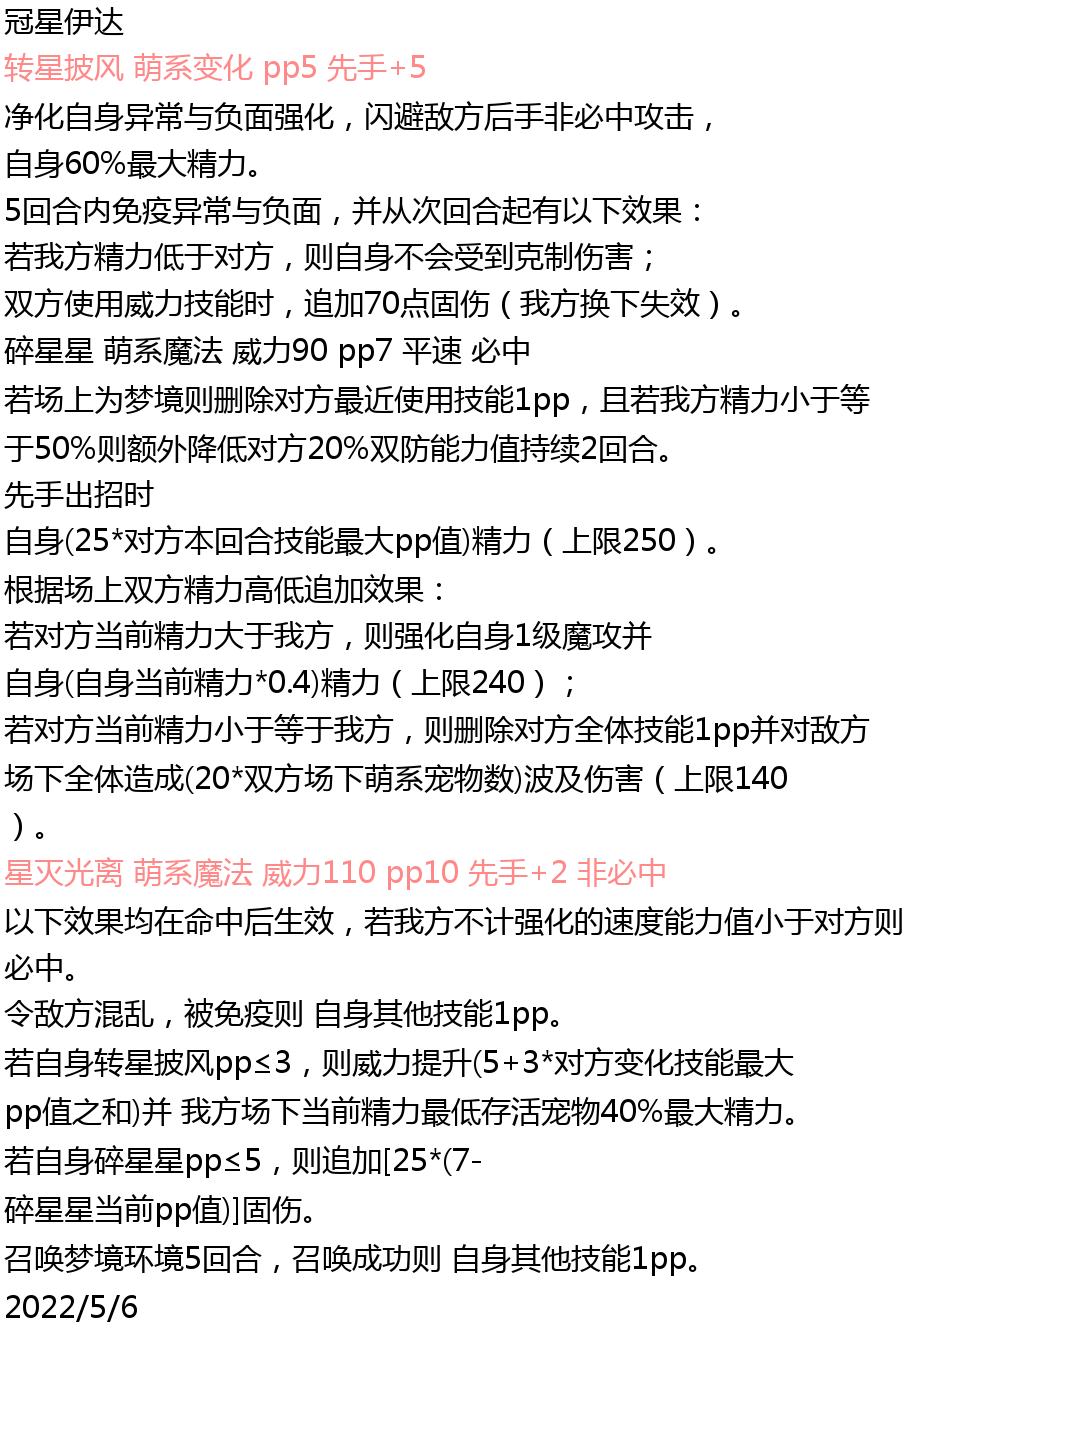 冠星伊达
转星披风 萌系变化 pp5 先手+5
净化自身异常与负面强化，闪避敌方后手非必中攻击，
自身60%最大精力。
5回合内免疫异常与负面，并从次回合起有以下效果：
若我方精力低于对方，则自身不会受到克制伤害；
双方使用威力技能时，追加70点固伤（我方换下失效）。
碎星星 萌系魔法 威力90 pp7 平速 必中
若场上为梦境则删除对方最近使用技能1pp，且若我方精力小于等
于50%则额外降低对方20%双防能力值持续2回合。
先手出招时
自身(25*对方本回合技能最大pp值)精力（上限250）。
根据场上双方精力高低追加效果：
若对方当前精力大于我方，则强化自身1级魔攻并
自身(自身当前精力*0.4)精力（上限240）；
若对方当前精力小于等于我方，则删除对方全体技能1pp并对敌方
场下全体造成(20*双方场下萌系宠物数)波及伤害（上限140
）。
星灭光离 萌系魔法 威力110 pp10 先手+2 非必中
以下效果均在命中后生效，若我方不计强化的速度能力值小于对方则
必中。
令敌方混乱，被免疫则 自身其他技能1pp。
若自身转星披风pp≤3，则威力提升(5+3*对方变化技能最大
pp值之和)并 我方场下当前精力最低存活宠物40%最大精力。
若自身碎星星pp≤5，则追加[25*(7-
碎星星当前pp值)]固伤。
召唤梦境环境5回合，召唤成功则 自身其他技能1pp。
2022/5/6